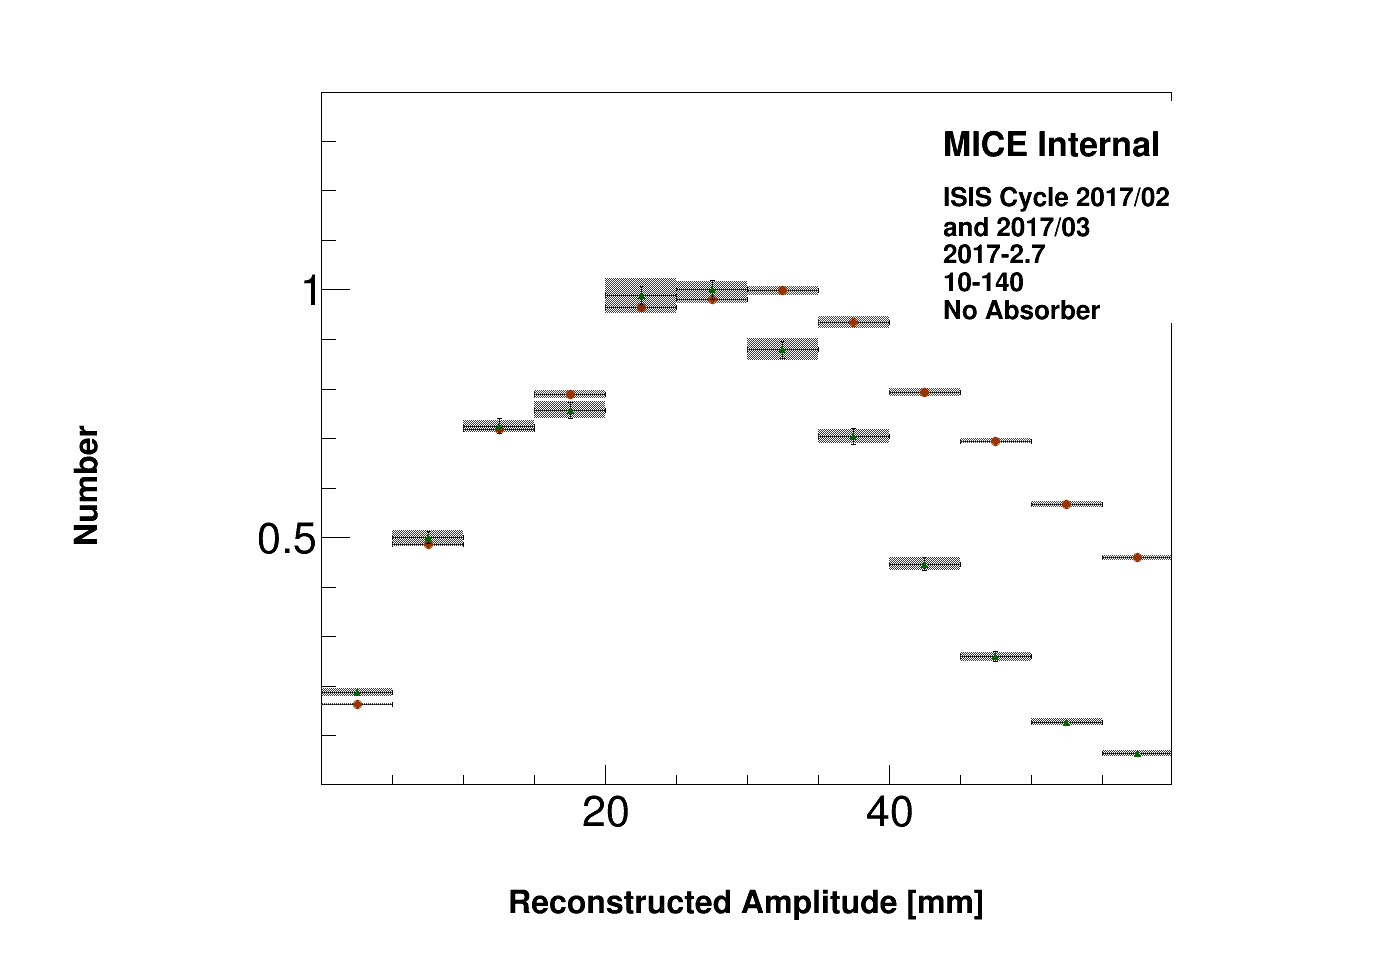 MICE Internal
ISIS Cycle 2017/02
and 2017/03
2017-2.7
10-140
No Absorber
1
0.5
Number
20
40
Reconstructed Amplitude [mm]